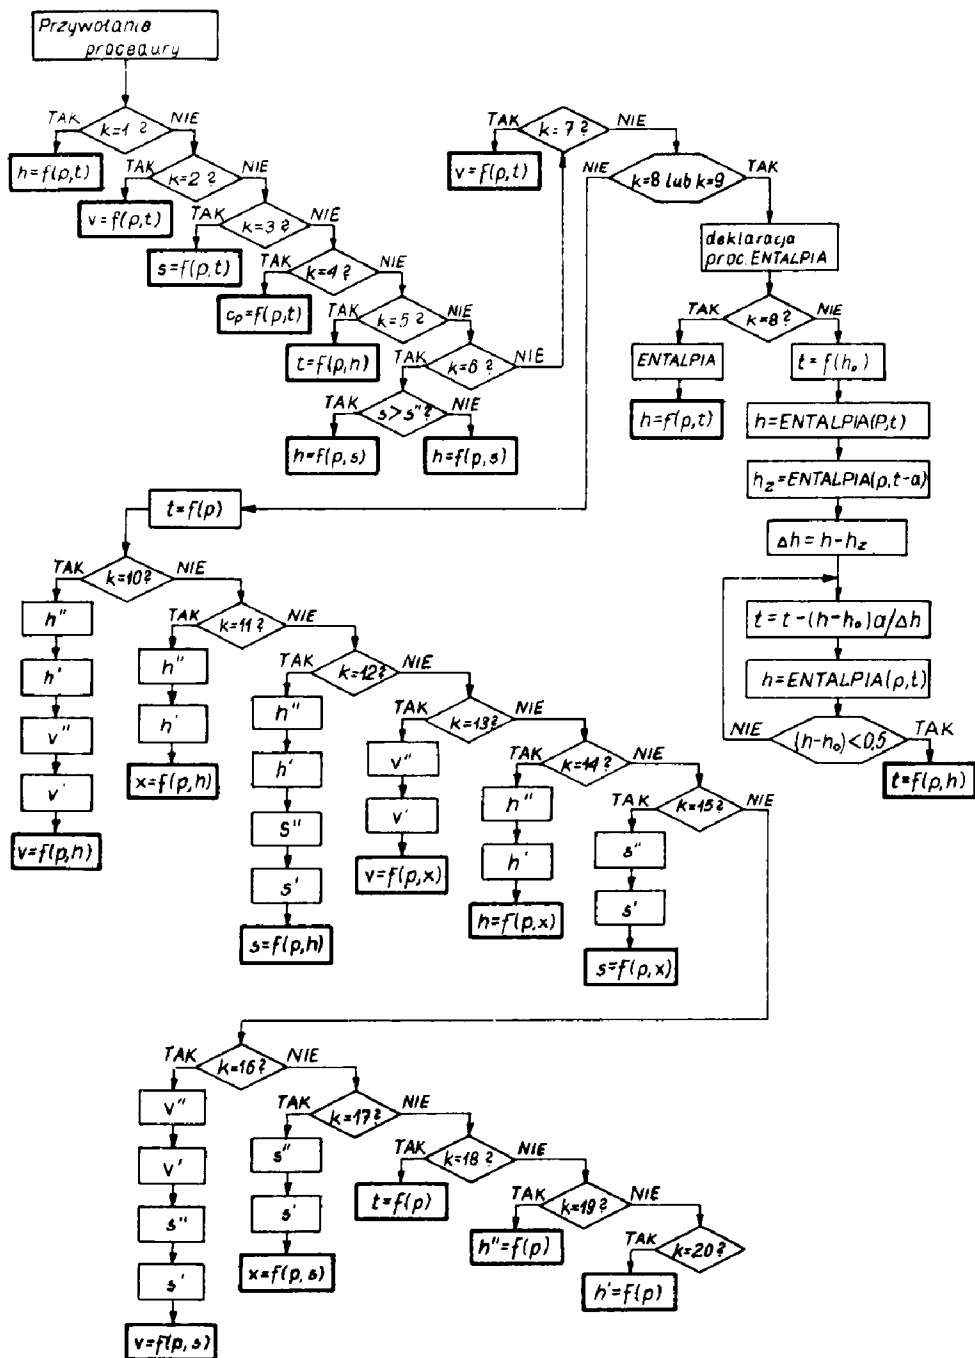 Przywołanie
procedury
TAK
k=1 ?
NIE
h=f(p,t)
TAK
k=2 ?
NIE
v=f(p,t)
TAK
k=3 ?
NIE
s=f(p,t)
TAK
k=4 ?
NIE
cp=f(p,t)
TAK
k=5 ?
NIE
t=f(p,h)
TAK
k=6 ?
NIE
TAK
s>s"?
NIE
h=f(p,s)
h=f(p,s)
TAK
k=7 ?
NIE
v=f(p,t)
NIE
k=8 lub k=9
TAK
deklaracja
proc.ENTALPIA
TAK
k=8 ?
NIE
ENTALPIA
h=f(p,t)
t=f(h₀)
h=ENTALPIA(P,t)
hz=ENTALPIA(p,t-a)
Δh=h-hz
t=t-(h-h₀)a/Δh
h=ENTALPIA(p,t)
NIE
(h-h₀)<0,5
TAK
t=f(p,h)
t=f(p)
TAK
k=10?
NIE
h"
h'
v"
v'
v=f(p,h)
TAK
k=11?
NIE
h"
h'
x=f(p,h)
TAK
k=12?
NIE
h"
h'
S"
s'
s=f(p,h)
TAK
k=13?
NIE
v"
v'
v=f(p,x)
TAK
k=14?
NIE
h"
h'
h=f(p,x)
TAK
k=15?
NIE
s"
s'
s=f(p,x)
TAK
k=16?
NIE
v"
v'
s"
s'
v=f(p,s)
TAK
k=17?
NIE
s"
s'
x=f(p,s)
TAK
k=18 ?
NIE
t=f(p)
TAK
k=19?
NIE
h"=f(p)
TAK
k=20?
h'=f(p)